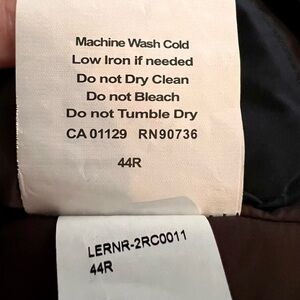 Machine Wash Cold
Low Iron if needed
Do not Dry Clean
Do not Bleach
Do not Tumble Dry
CA 01129 RN90736
44R
LERNR-2RC0011
44R